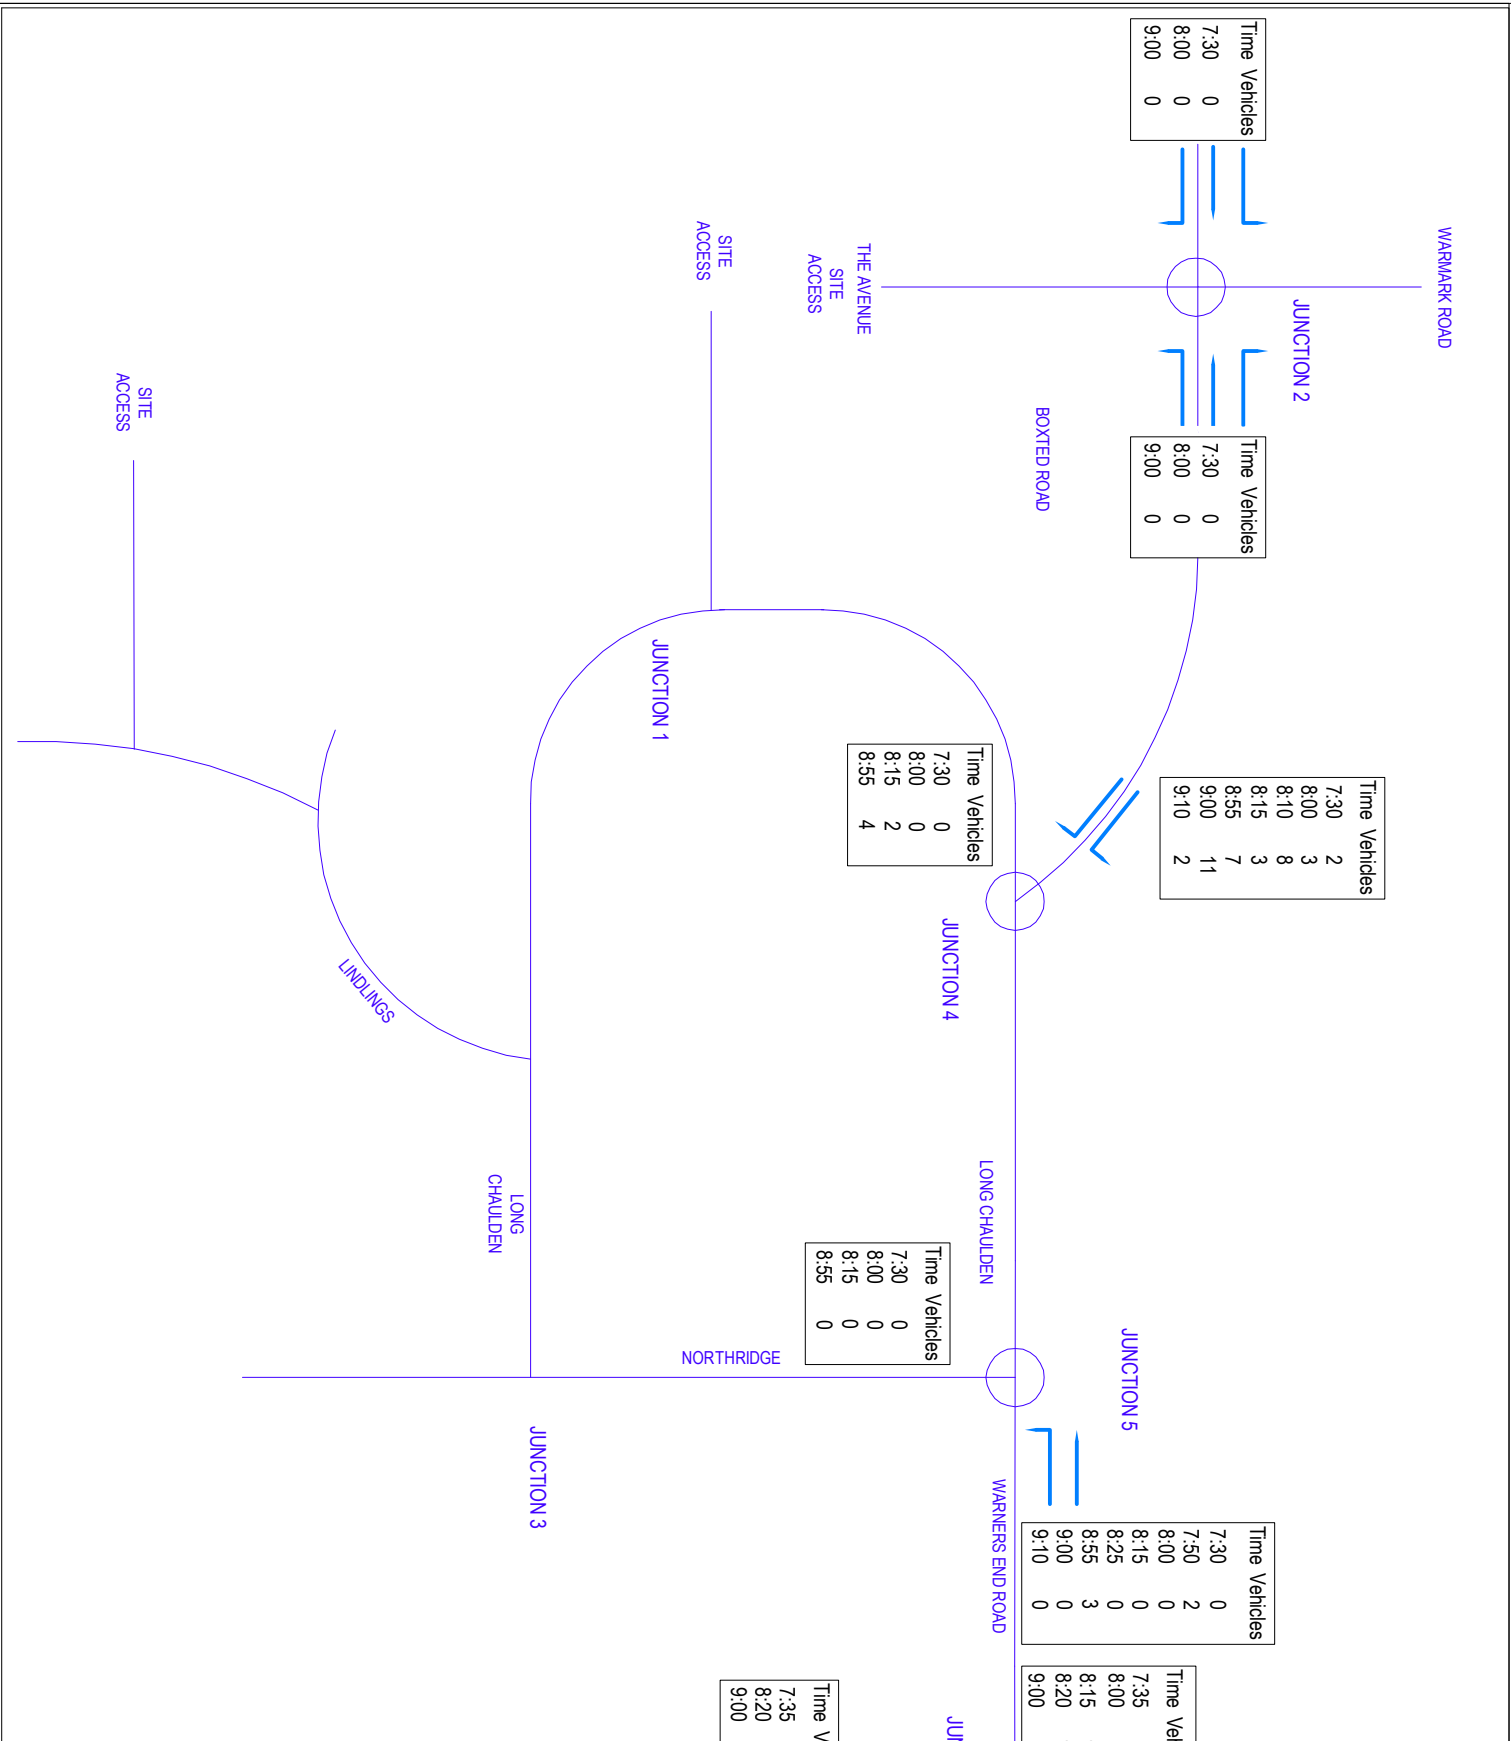 Time Vehicles
7:30 0
8:00 0
9:00 0
WARMARK ROAD
JUNCTION 2
THE AVENUE
SITE
ACCESS
SITE
ACCESS
SITE
ACCESS
BOXTED ROAD
Time Vehicles
7:30 0
8:00 0
9:00 0
JUNCTION 1
Time Vehicles
7:30 2
8:00 3
8:10 8
8:15 3
8:55 7
9:00 11
9:10 2
Time Vehicles
7:30 0
8:00 0
8:15 2
8:55 4
JUNCTION 4
LINDLINGS
LONG CHAULDEN
LONG
CHAULDEN
Time Vehicles
7:30 0
8:00 0
8:15 0
8:55 0
NORTHRIDGE
JUNCTION 5
JUNCTION 3
WARNERS END ROAD
Time Vehicles
7:30 0
7:50 2
8:00 0
8:15 0
8:25 0
8:55 3
9:00 0
9:10 0
Time
7:35
8:00
8:15
8:20
9:00
Time
7:35
8:20
9:00